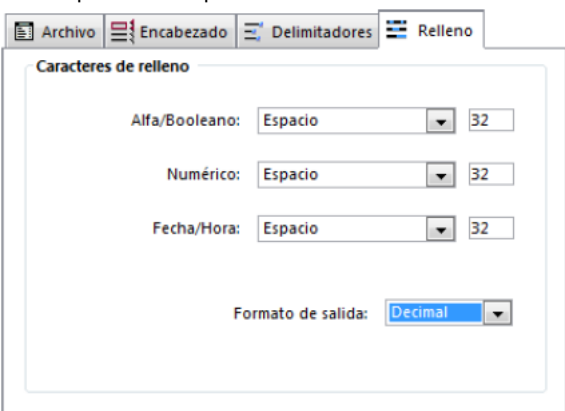 Archivo Encabezado Delimitadores Relleno
Caracteres de relleno
Alfa/Booleano: Espacio 32
Numérico: Espacio 32
Fecha/Hora: Espacio 32
Formato de salida: Decimal